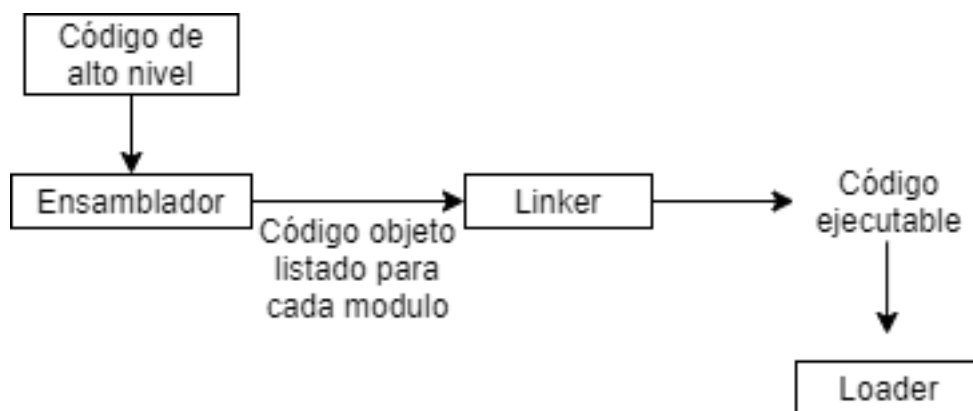 Código de
alto nivel
Ensamblador
Código objeto
listado para
cada modulo
Linker
Código
ejecutable
Loader